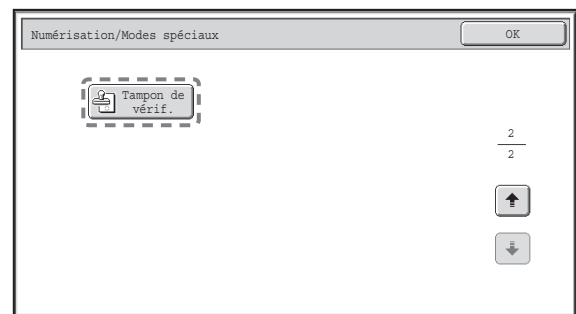 Numérisation/Modes spéciaux
OK
Tampon de
vérif.
2
2